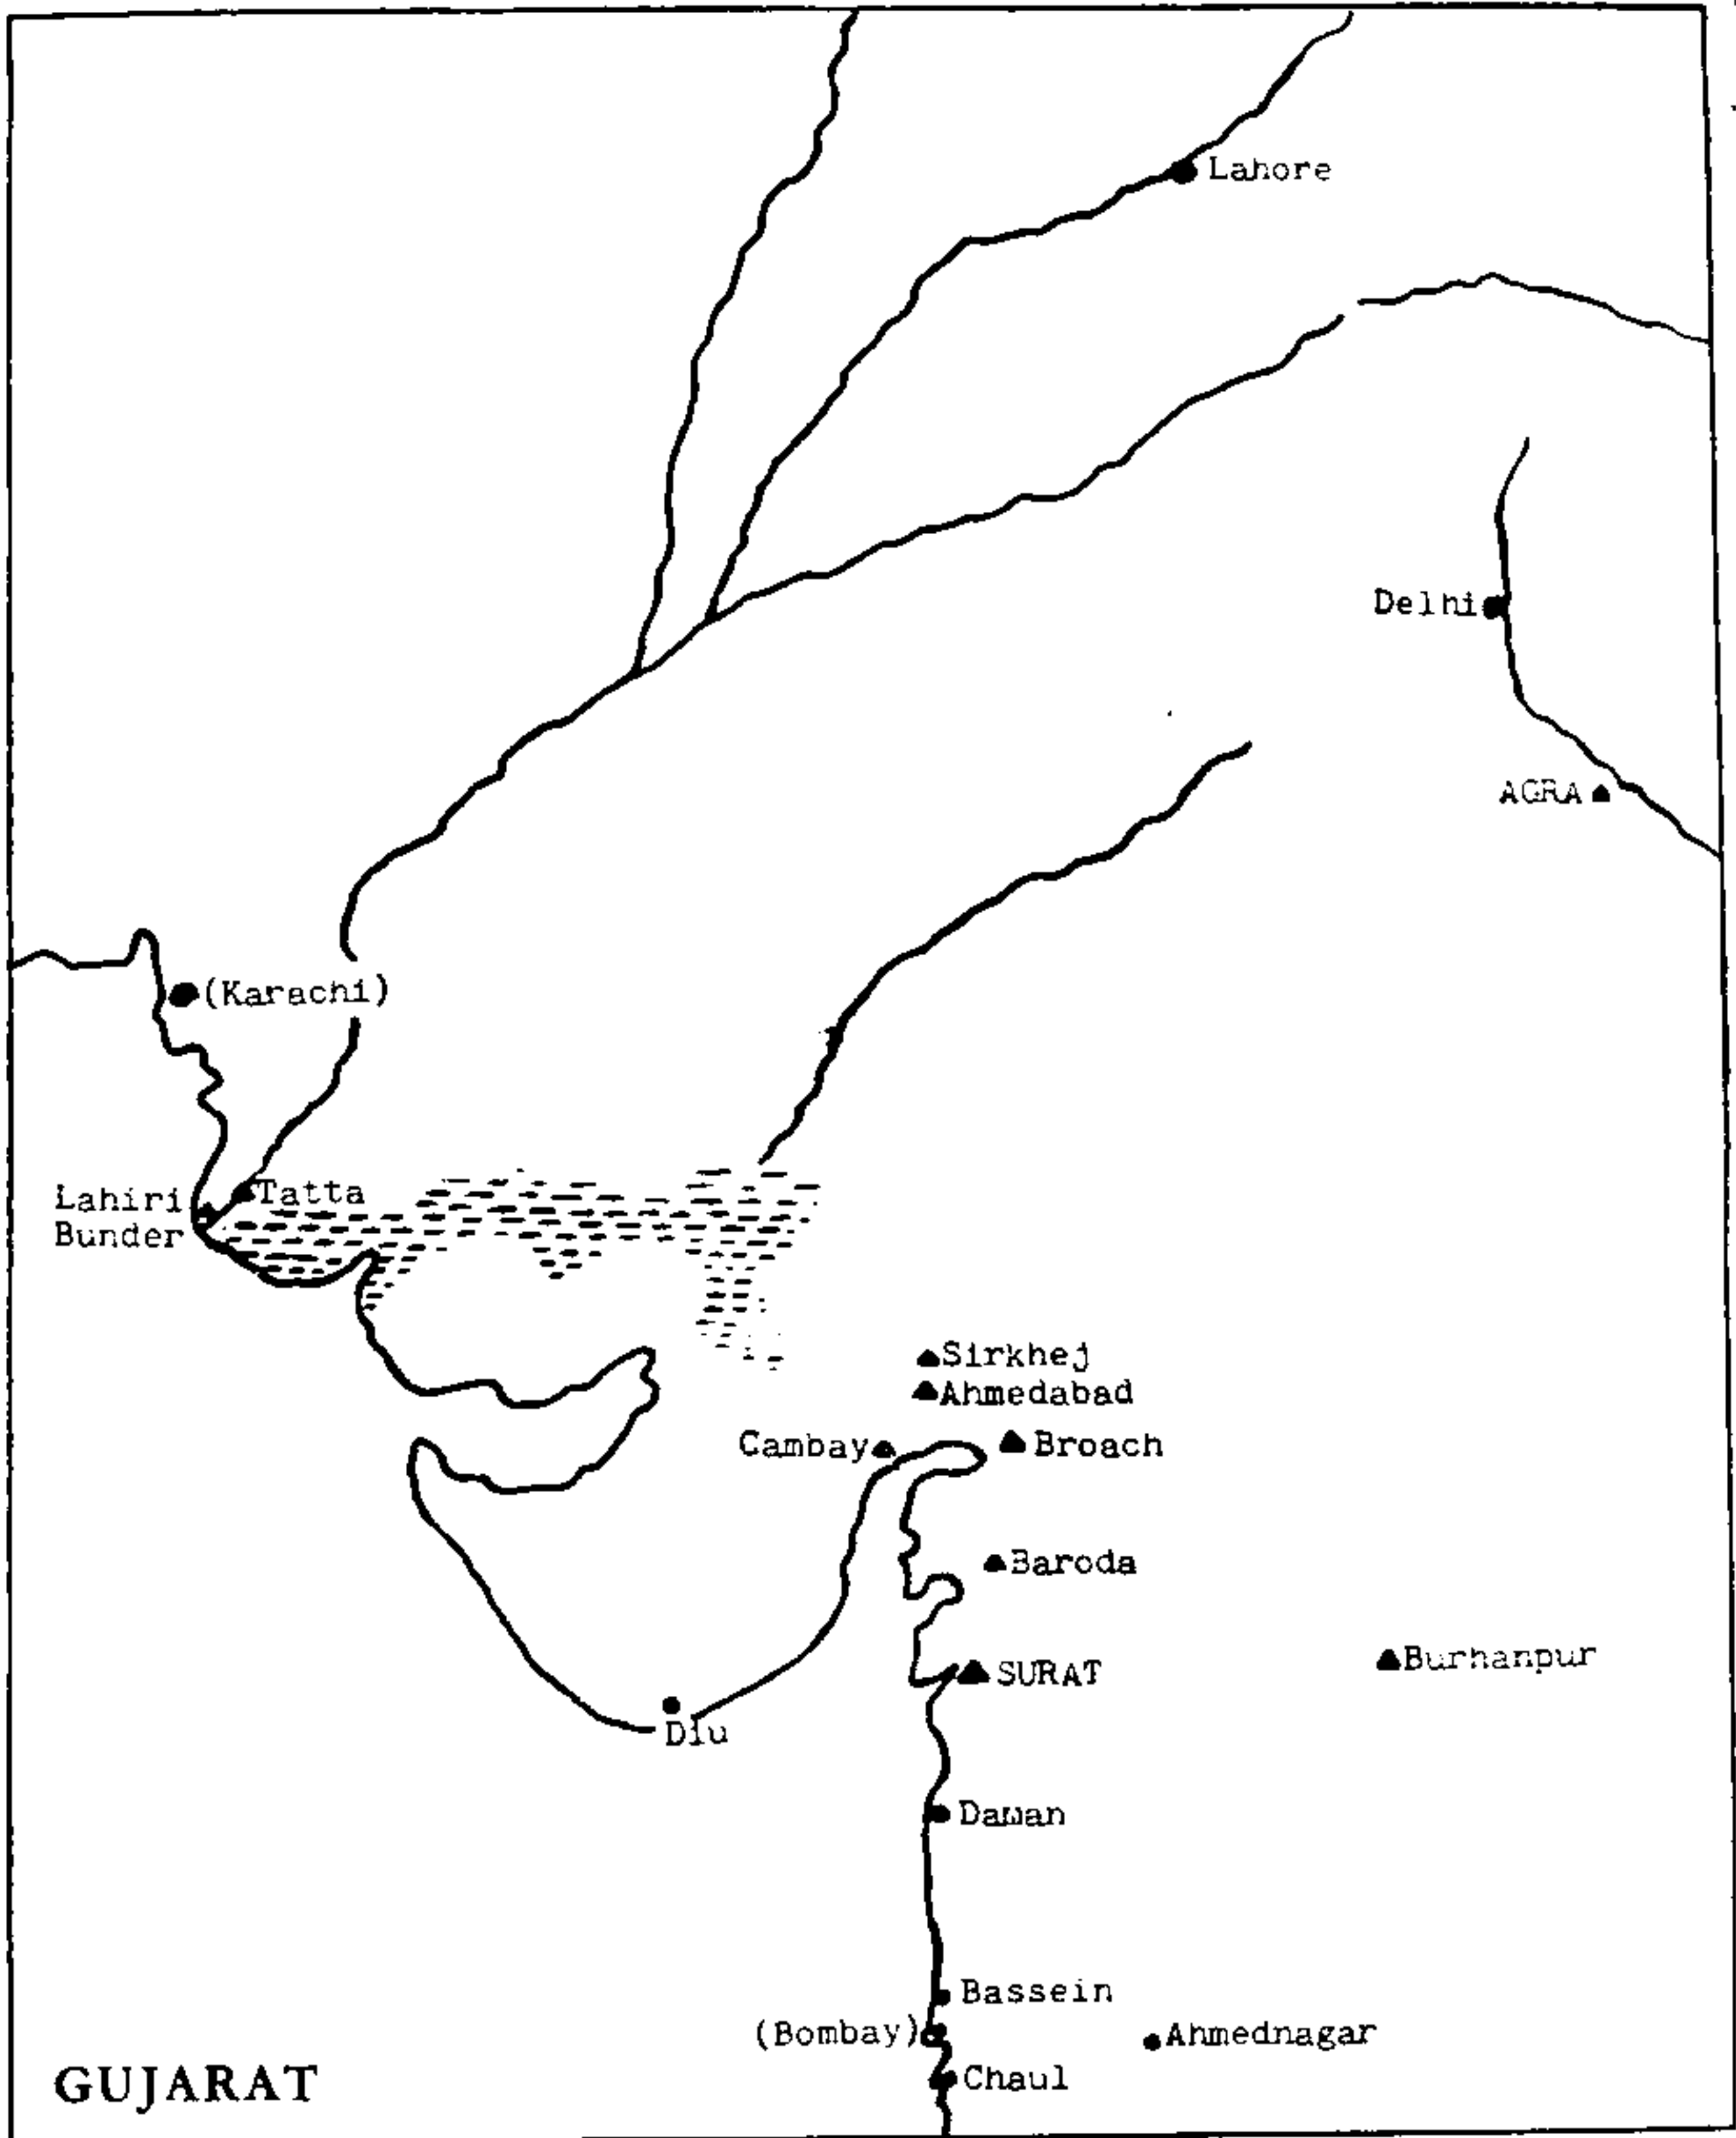 Lahore
Delhi
AGRA
(Karachi)
Tatta
Lahiri
Bunder
Sirkhej
Ahmedabad
Cambay
Broach
Baroda
Burhanpur
SURAT
Diu
Daman
Bassein
(Bombay)
Ahmednagar
Chaul
GUJARAT